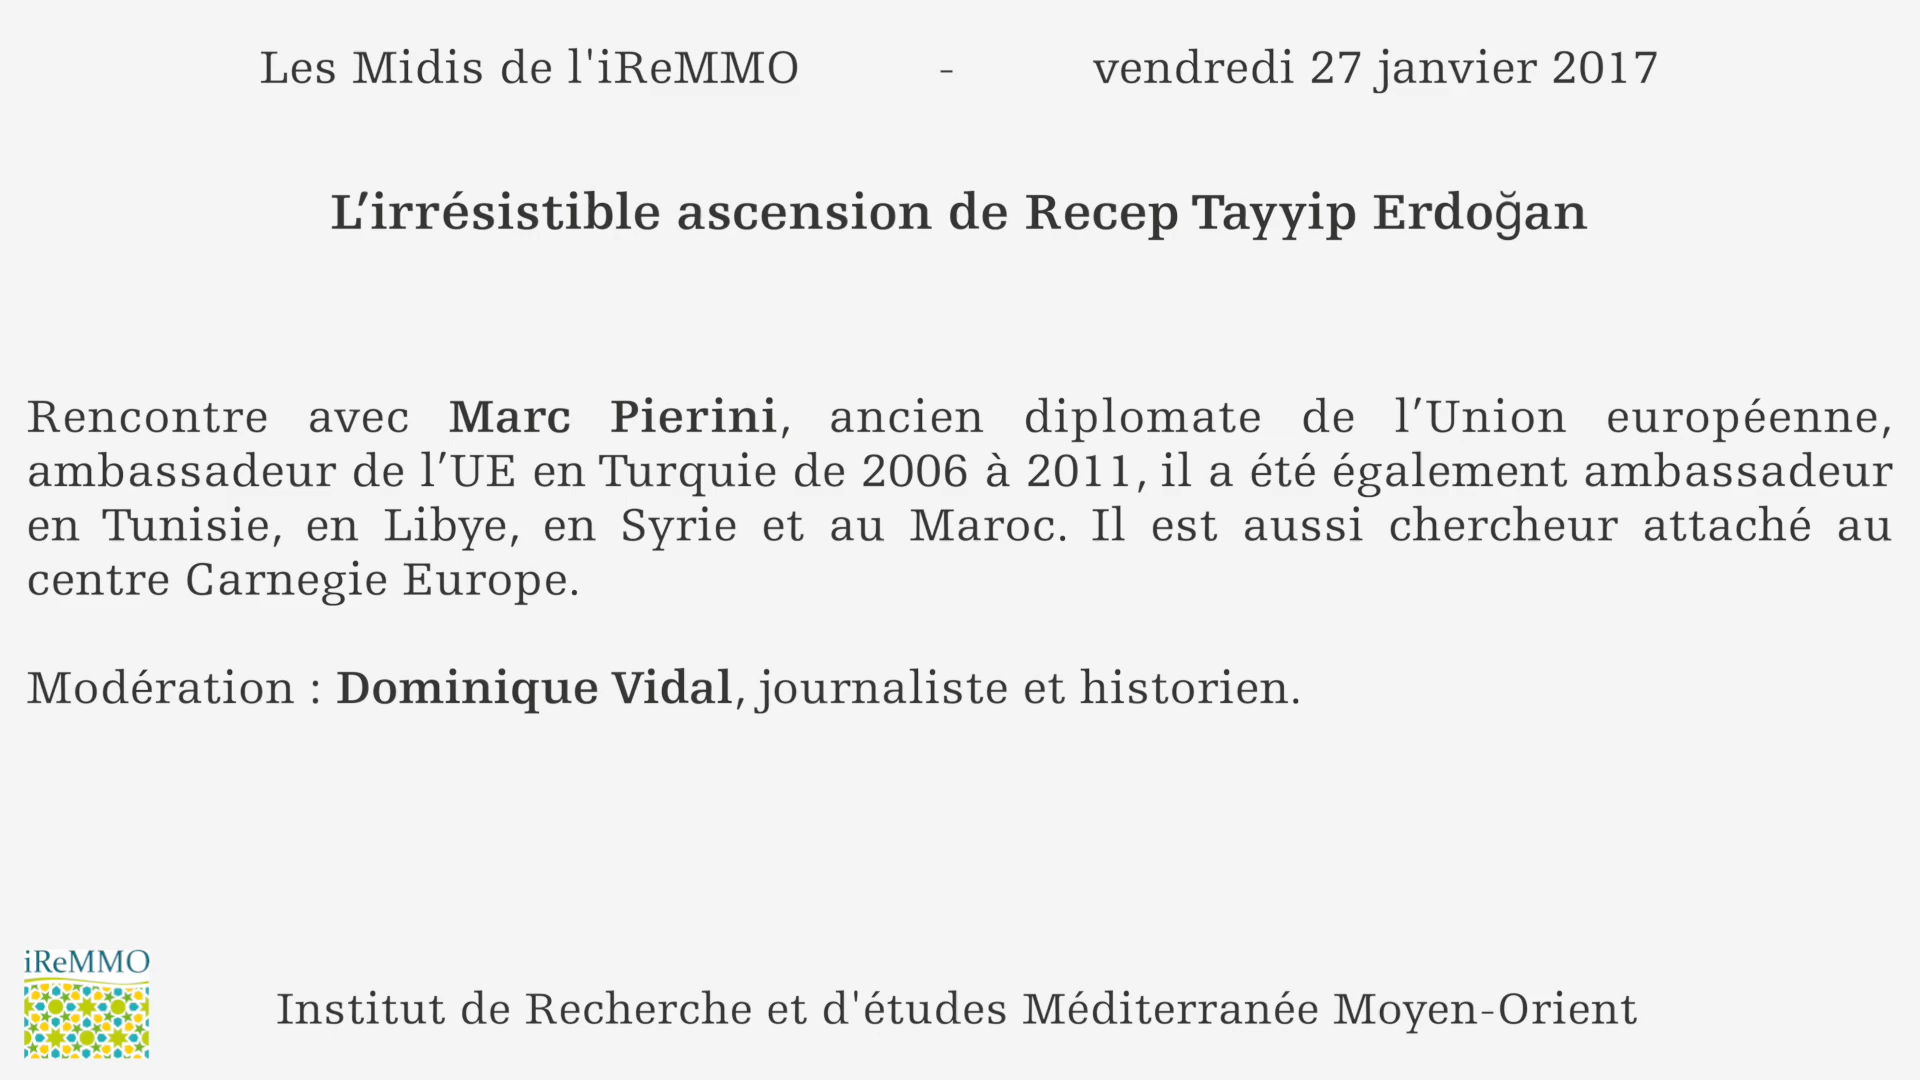 Les Midis de l'iReMMO - vendredi 27 janvier 2017
L’irrésistible ascension de Recep Tayyip Erdoğan
Rencontre avec Marc Pierini, ancien diplomate de l’Union européenne,
ambassadeur de l’UE en Turquie de 2006 à 2011, il a été également ambassadeur
en Tunisie, en Libye, en Syrie et au Maroc. Il est aussi chercheur attaché au
centre Carnegie Europe.
Modération : Dominique Vidal, journaliste et historien.
iReMMO
Institut de Recherche et d'études Méditerranée Moyen-Orient